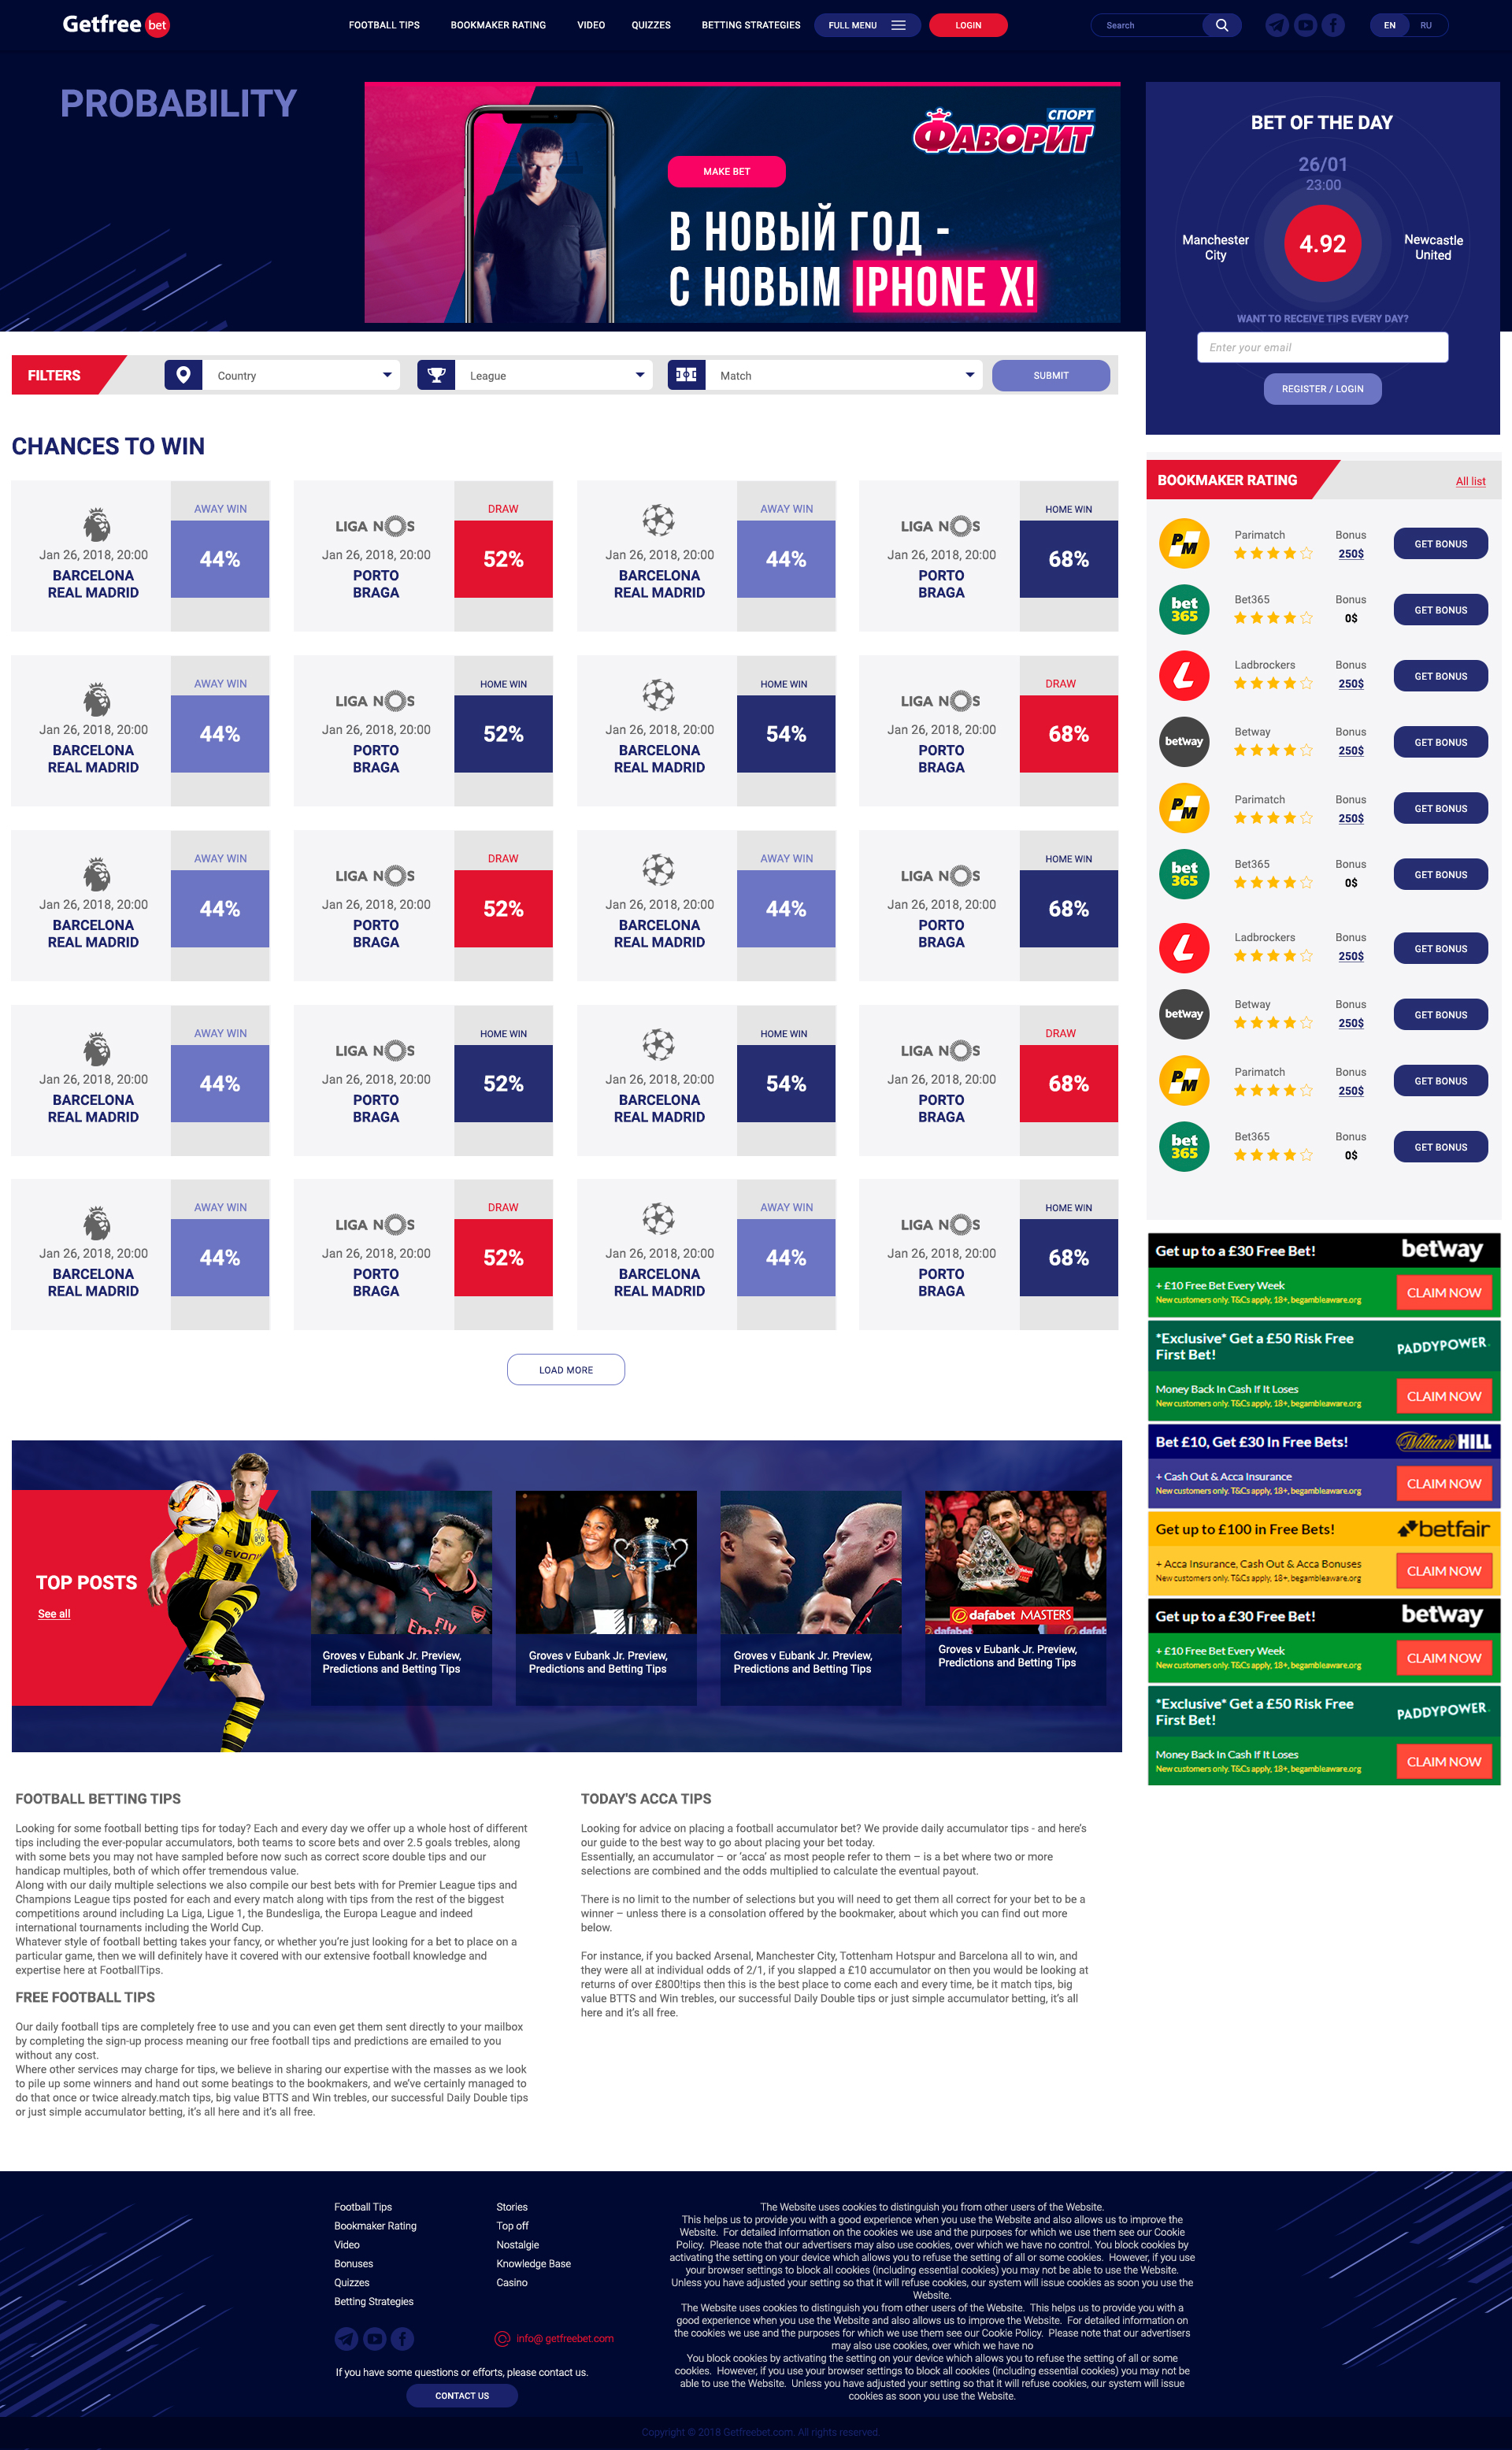 Getfree bet
FOOTBALL TIPS
BOOKMAKER RATING
VIDEO
QUIZZES
BETTING STRATEGIES
FULL MENU
LOGIN
Search
EN
RU
PROBABILITY
СПОРТ
ФАВОРИТ
MAKE BET
В НОВЫЙ ГОД -
С НОВЫМ IPHONE X!
BET OF THE DAY
26/01
23:00
Manchester
City
4.92
Newcastle
United
WANT TO RECEIVE TIPS EVERY DAY?
Enter your email
REGISTER / LOGIN
FILTERS
Country
League
Match
SUBMIT
CHANCES TO WIN
AWAY WIN
Jan 26, 2018, 20:00
44%
BARCELONA
REAL MADRID
DRAW
LIGA NOS
Jan 26, 2018, 20:00
52%
PORTO
BRAGA
AWAY WIN
Jan 26, 2018, 20:00
44%
BARCELONA
REAL MADRID
HOME WIN
LIGA NOS
Jan 26, 2018, 20:00
68%
PORTO
BRAGA
AWAY WIN
Jan 26, 2018, 20:00
44%
BARCELONA
REAL MADRID
HOME WIN
LIGA NOS
Jan 26, 2018, 20:00
52%
PORTO
BRAGA
HOME WIN
Jan 26, 2018, 20:00
54%
BARCELONA
REAL MADRID
DRAW
LIGA NOS
Jan 26, 2018, 20:00
68%
PORTO
BRAGA
AWAY WIN
Jan 26, 2018, 20:00
44%
BARCELONA
REAL MADRID
DRAW
LIGA NOS
Jan 26, 2018, 20:00
52%
PORTO
BRAGA
AWAY WIN
Jan 26, 2018, 20:00
44%
BARCELONA
REAL MADRID
HOME WIN
LIGA NOS
Jan 26, 2018, 20:00
68%
PORTO
BRAGA
AWAY WIN
Jan 26, 2018, 20:00
44%
BARCELONA
REAL MADRID
HOME WIN
LIGA NOS
Jan 26, 2018, 20:00
52%
PORTO
BRAGA
HOME WIN
Jan 26, 2018, 20:00
54%
BARCELONA
REAL MADRID
DRAW
LIGA NOS
Jan 26, 2018, 20:00
68%
PORTO
BRAGA
AWAY WIN
Jan 26, 2018, 20:00
44%
BARCELONA
REAL MADRID
DRAW
LIGA NOS
Jan 26, 2018, 20:00
52%
PORTO
BRAGA
AWAY WIN
Jan 26, 2018, 20:00
44%
BARCELONA
REAL MADRID
HOME WIN
LIGA NOS
Jan 26, 2018, 20:00
68%
PORTO
BRAGA
LOAD MORE
BOOKMAKER RATING
All list
PM
Parimatch
Bonus
250$
GET BONUS
bet
365
Bet365
Bonus
0$
GET BONUS
L
Ladbrockers
Bonus
250$
GET BONUS
betway
Betway
Bonus
250$
GET BONUS
PM
Parimatch
Bonus
250$
GET BONUS
bet
365
Bet365
Bonus
0$
GET BONUS
L
Ladbrockers
Bonus
250$
GET BONUS
betway
Betway
Bonus
250$
GET BONUS
PM
Parimatch
Bonus
250$
GET BONUS
bet
365
Bet365
Bonus
0$
GET BONUS
Get up to a £30 Free Bet!
betway
+ £10 Free Bet Every Week
New customers only. T&Cs apply, 18+, begambleaware.org
CLAIM NOW
*Exclusive* Get a £50 Risk Free
First Bet!
PADDYPOWER.
Money Back In Cash If It Loses
New customers only. T&Cs apply, 18+, begambleaware.org
CLAIM NOW
Bet £10, Get £30 In Free Bets!
William HILL
+ Cash Out & Acca Insurance
New customers only. T&Cs apply, 18+, begambleaware.org
CLAIM NOW
Get up to £100 in Free Bets!
betfair
+ Acca Insurance, Cash Out & Acca Bonuses
New customers only. T&Cs apply, 18+, begambleaware.org
CLAIM NOW
Get up to a £30 Free Bet!
betway
+ £10 Free Bet Every Week
New customers only. T&Cs apply, 18+, begambleaware.org
CLAIM NOW
*Exclusive* Get a £50 Risk Free
First Bet!
PADDYPOWER.
Money Back In Cash If It Loses
New customers only. T&Cs apply, 18+, begambleaware.org
CLAIM NOW
TOP POSTS
See all
EVONIK
Fly
Emir
dafabet MASTERS
dafabet
dafab
Groves v Eubank Jr. Preview,
Predictions and Betting Tips
Groves v Eubank Jr. Preview,
Predictions and Betting Tips
Groves v Eubank Jr. Preview,
Predictions and Betting Tips
Groves v Eubank Jr. Preview,
Predictions and Betting Tips
FOOTBALL BETTING TIPS
Looking for some football betting tips for today? Each and every day we offer up a whole host of different
tips including the ever-popular accumulators, both teams to score bets and over 2.5 goals trebles, along
with some bets you may not have sampled before now such as correct score double tips and our
handicap multiples, both of which offer tremendous value.
Along with our daily multiple selections we also compile our best bets with for Premier League tips and
Champions League tips posted for each and every match along with tips from the rest of the biggest
competitions around including La Liga, Ligue 1, the Bundesliga, the Europa League and indeed
international tournaments including the World Cup.
Whatever style of football betting takes your fancy, or whether you're just looking for a bet to place on a
particular game, then we will definitely have it covered with our extensive football knowledge and
expertise here at FootballTips.
FREE FOOTBALL TIPS
Our daily football tips are completely free to use and you can even get them sent directly to your mailbox
by completing the sign-up process meaning our free football tips and predictions are emailed to you
without any cost.
Where other services may charge for tips, we believe in sharing our expertise with the masses as we look
to pile up some winners and hand out some beatings to the bookmakers, and we've certainly managed to
do that once or twice already.match tips, big value BTTS and Win trebles, our successful Daily Double tips
or just simple accumulator betting, it's all here and it's all free.
TODAY'S ACCA TIPS
Looking for advice on placing a football accumulator bet? We provide daily accumulator tips - and here's
our guide to the best way to go about placing your bet today.
Essentially, an accumulator – or 'acca' as most people refer to them – is a bet where two or more
selections are combined and the odds multiplied to calculate the eventual payout.
There is no limit to the number of selections but you will need to get them all correct for your bet to be a
winner – unless there is a consolation offered by the bookmaker, about which you can find out more
below.
For instance, if you backed Arsenal, Manchester City, Tottenham Hotspur and Barcelona all to win, and
they were all at individual odds of 2/1, if you slapped a £10 accumulator on then you would be looking at
returns of over £800!tips then this is the best place to come each and every time, be it match tips, big
value BTTS and Win trebles, our successful Daily Double tips or just simple accumulator betting, it's all
here and it's all free.
Football Tips
Bookmaker Rating
Video
Bonuses
Quizzes
Betting Strategies
Stories
Top off
Nostalgie
Knowledge Base
Casino
info@getfreebet.com
If you have some questions or efforts, please contact us.
CONTACT US
The Website uses cookies to distinguish you from other users of the Website.
This helps us to provide you with a good experience when you use the Website and also allows us to improve the
Website. For detailed information on the cookies we use and the purposes for which we use them see our Cookie
Policy. Please note that our advertisers may also use cookies, over which we have no control. You block cookies by
activating the setting on your device which allows you to refuse the setting of all or some cookies. However, if you use
your browser settings to block all cookies (including essential cookies) you may not be able to use the Website.
Unless you have adjusted your setting so that it will refuse cookies, our system will issue cookies as soon you use the
Website.
The Website uses cookies to distinguish you from other users of the Website. This helps us to provide you with a
good experience when you use the Website and also allows us to improve the Website. For detailed information on
the cookies we use and the purposes for which we use them see our Cookie Policy. Please note that our advertisers
may also use cookies, over which we have no
You block cookies by activating the setting on your device which allows you to refuse the setting of all or some
cookies. However, if you use your browser settings to block all cookies (including essential cookies) you may not be
able to use the Website. Unless you have adjusted your setting so that it will refuse cookies, our system will issue
cookies as soon you use the Website.
Copyright © 2018 Getfreebet.com. All rights reserved.